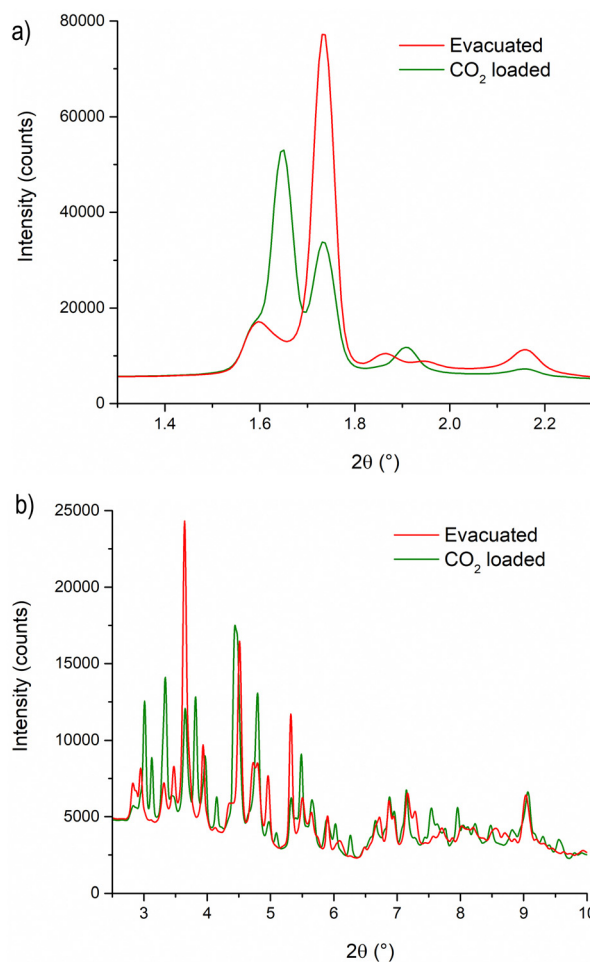 a)
80000
60000
40000
20000
0
Intensity (counts)
Evacuated
CO₂ loaded
1.4 1.6 1.8 2.0 2.2
2θ (°)
b)
25000
20000
15000
10000
5000
0
Intensity (counts)
Evacuated
CO₂ loaded
3 4 5 6 7 8 9 10
2θ (°)